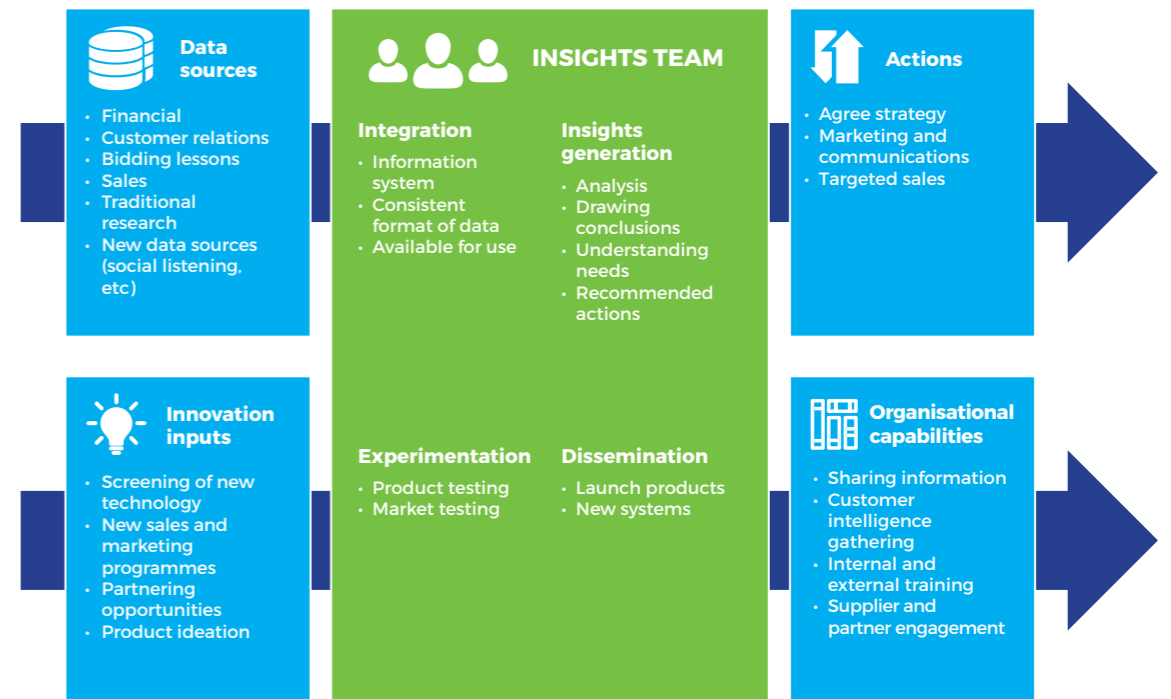 Data
sources
• Financial
• Customer relations
• Bidding lessons
• Sales
• Traditional
research
• New data sources
(social listening,
etc)
INSIGHTS TEAM
Integration
• Information
system
• Consistent
format of data
• Available for use
Insights
generation
• Analysis
• Drawing
conclusions
• Understanding
needs
• Recommended
actions
Actions
• Agree strategy
• Marketing and
communications
• Targeted sales
Innovation
inputs
• Screening of new
technology
• New sales and
marketing
programmes
• Partnering
opportunities
• Product ideation
Experimentation
• Product testing
• Market testing
Dissemination
• Launch products
• New systems
Organisational
capabilities
• Sharing information
• Customer
intelligence
gathering
• Internal and
external training
• Supplier and
partner engagement